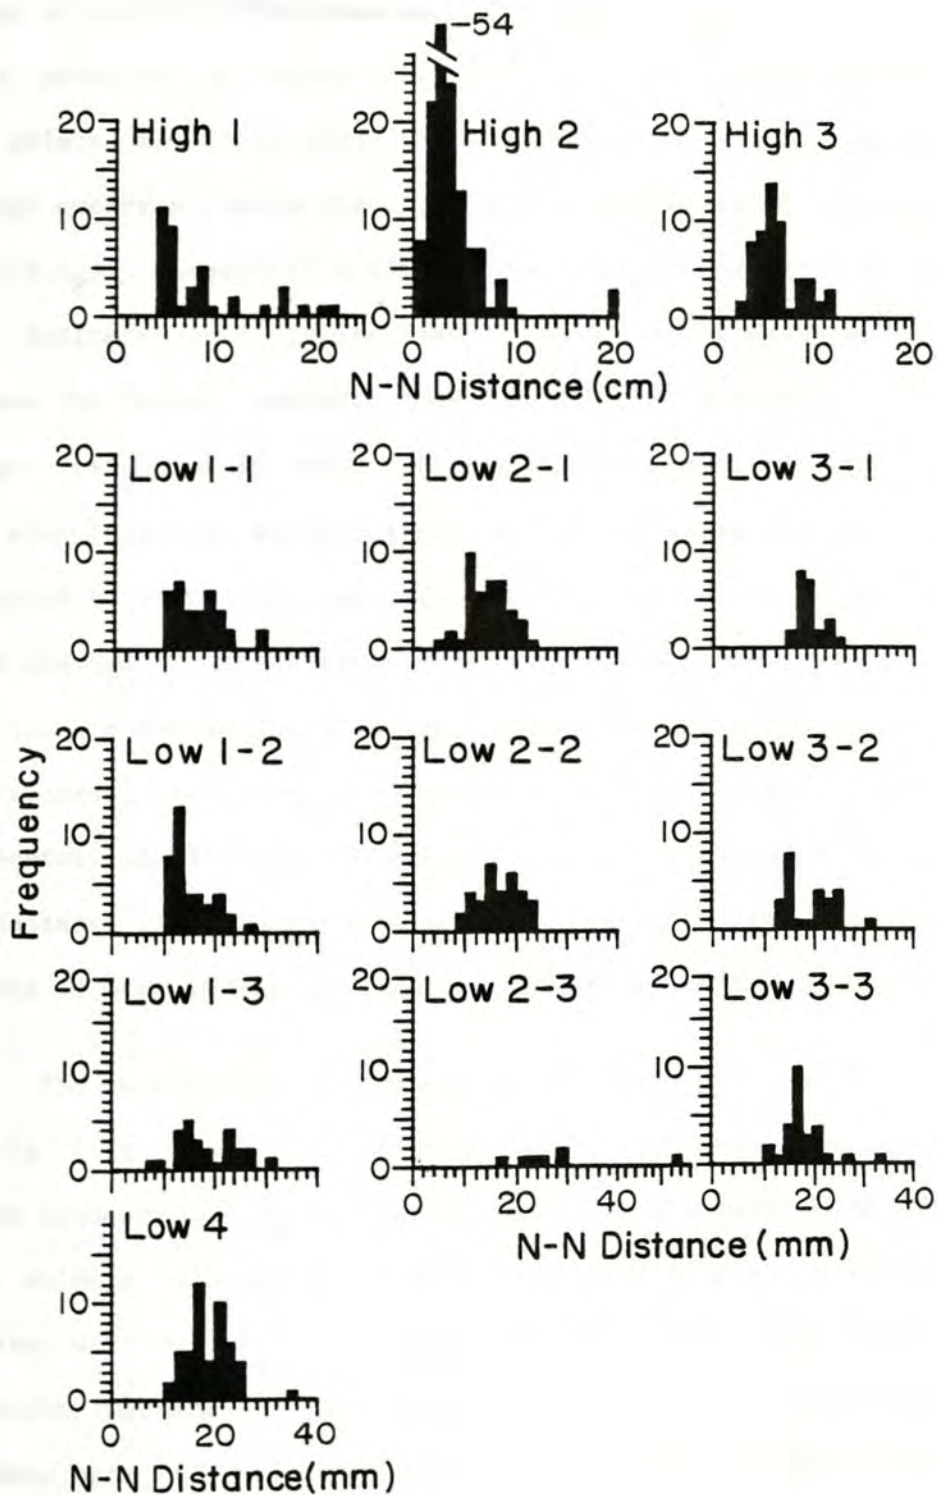 -54
20 High 1 20 High 2 20 High 3
10 10 10
0 0 0
0 10 20 0 10 20 0 10 20
N-N Distance (cm)
20 Low 1-1 20 Low 2-1 20 Low 3-1
10 10 10
0 0 0
Frequency
20 Low 1-2 20 Low 2-2 20 Low 3-2
10 10 10
0 0 0
20 Low 1-3 20 Low 2-3 20 Low 3-3
10 10 10
0 0 0
0 20 40 0 20 40
N-N Distance (mm)
Low 4
10
0
0 20 40
N-N Distance (mm)